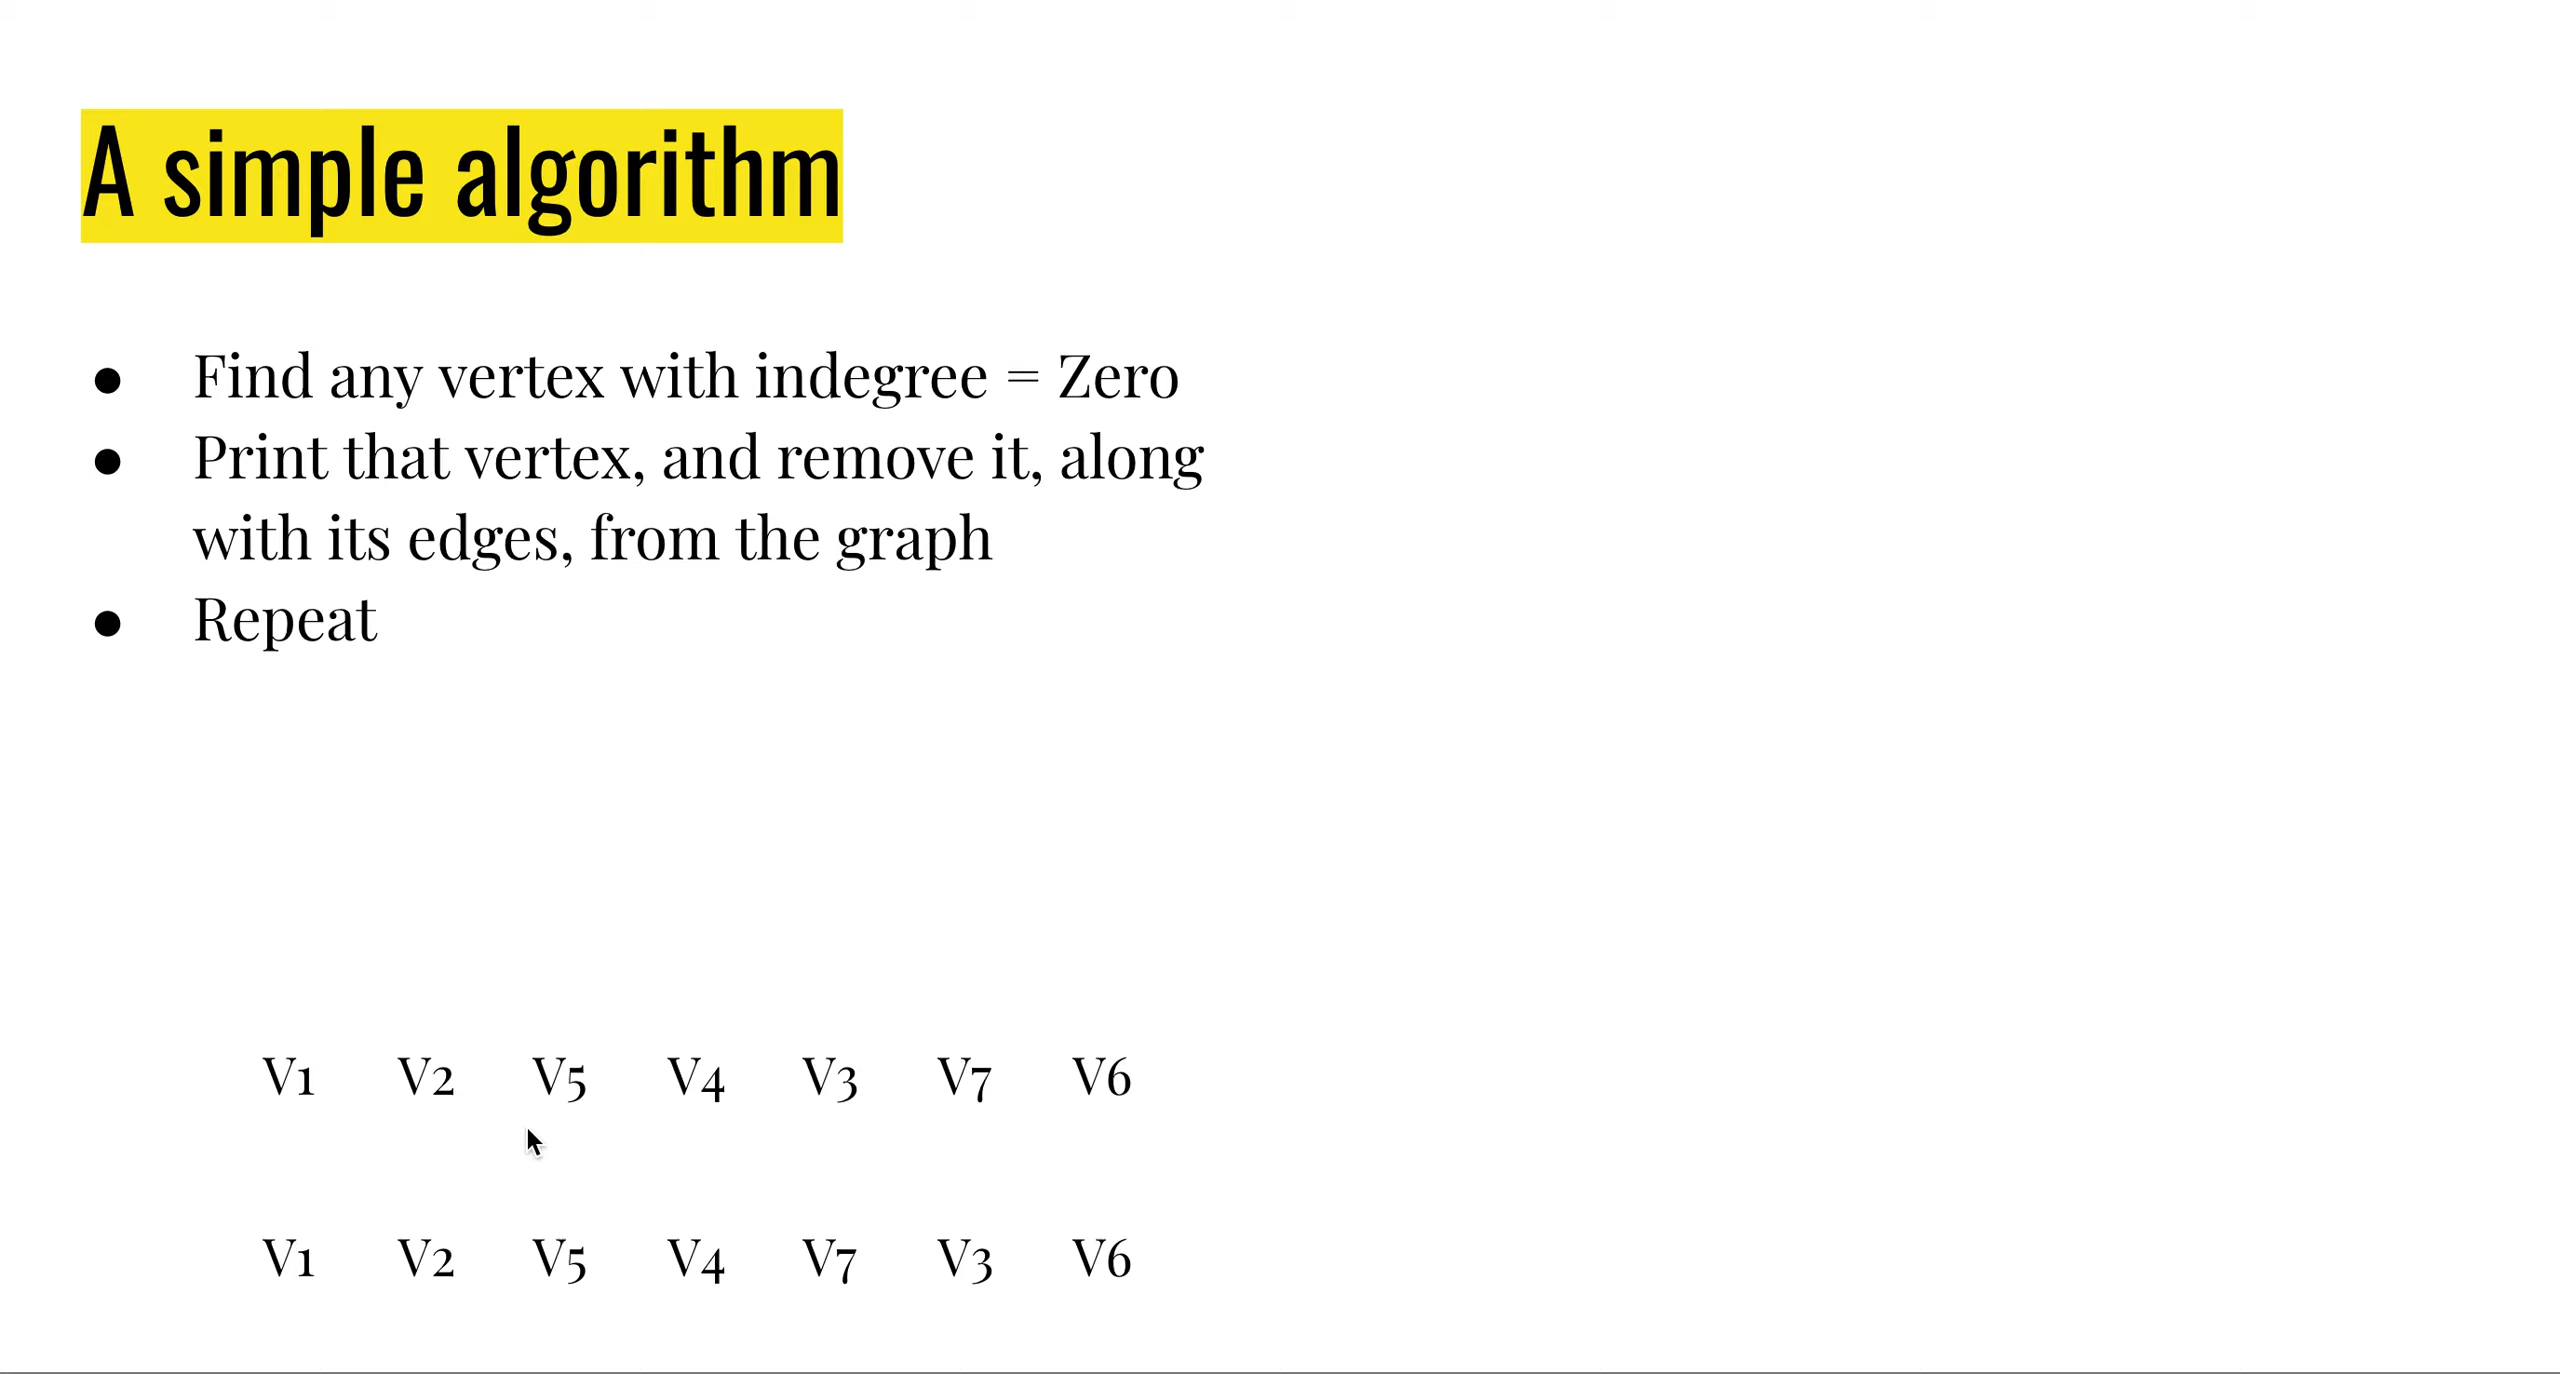 A simple algorithm
● Find any vertex with indegree = Zero
● Print that vertex, and remove it, along
with its edges, from the graph
● Repeat
V1 V2 V5 V4 V3 V7 V6
V1 V2 V5 V4 V7 V3 V6